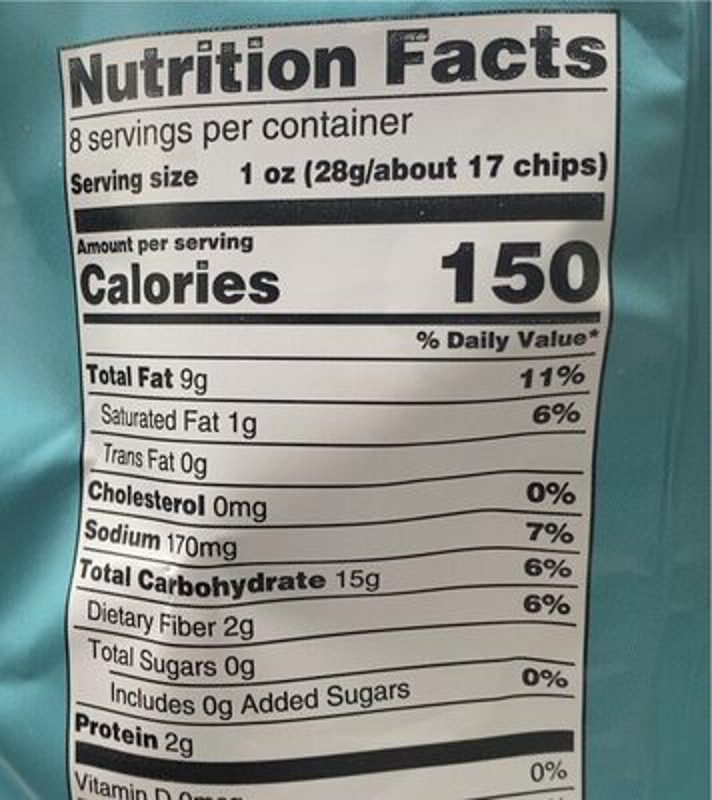 Nutrition Facts
8 servings per container
Serving size 1 oz (28g/about 17 chips)
Amount per serving
Calories 150
% Daily Value*
Total Fat 9g 11%
Saturated Fat 1g 6%
Trans Fat 0g
Cholesterol 0mg 0%
Sodium 170mg 7%
Total Carbohydrate 15g 6%
Dietary Fiber 2g 6%
Total Sugars 0g
Includes 0g Added Sugars 0%
Protein 2g
Vitamin D 0mcg 0%